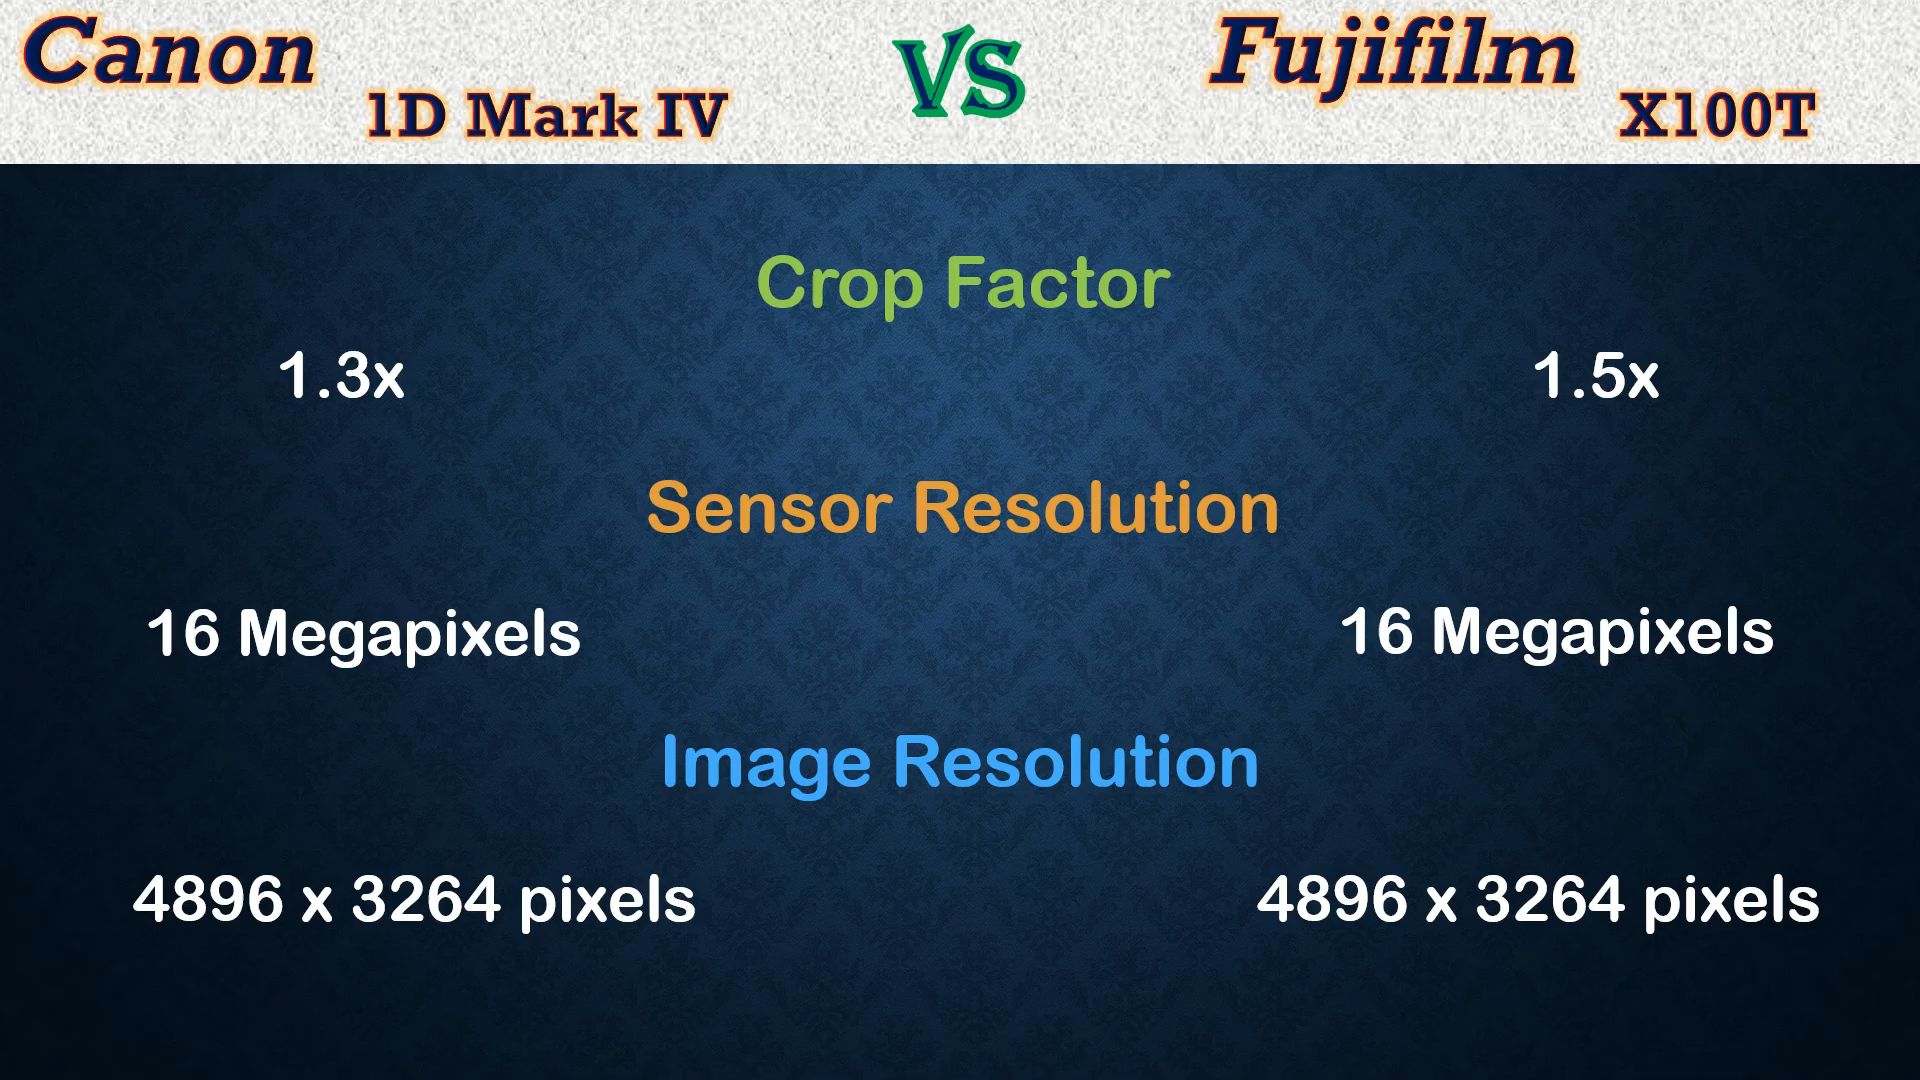 Canon
1D Mark IV
VS
Fujifilm
X100T
Crop Factor
1.3x
1.5x
Sensor Resolution
16 Megapixels
16 Megapixels
Image Resolution
4896 x 3264 pixels
4896 x 3264 pixels